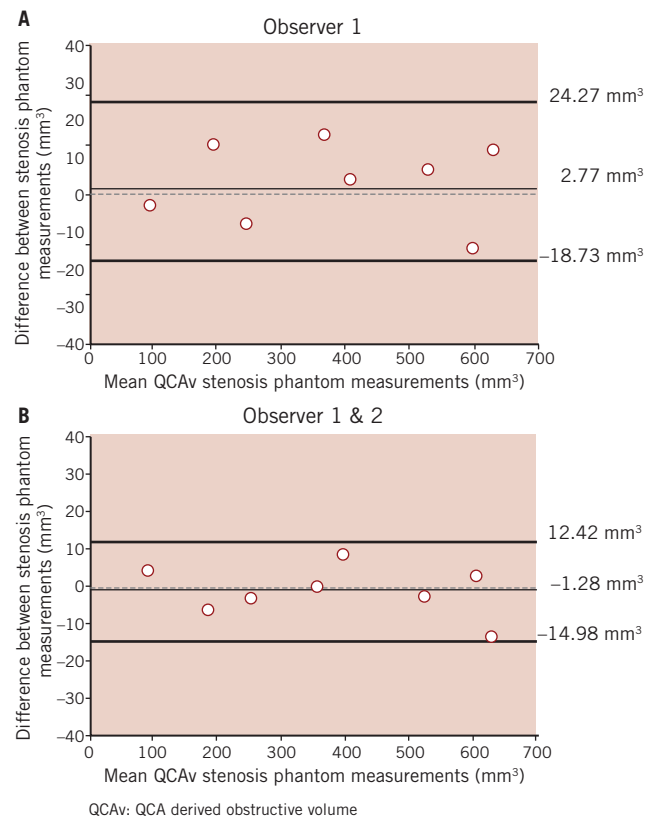 A
Observer 1
Difference between stenosis phantom
measurements (mm³)
40
30
20
10
0
–10
–20
–30
–40
24.27 mm³
2.77 mm³
–18.73 mm³
0 100 200 300 400 500 600 700
Mean QCAv stenosis phantom measurements (mm³)
B
Observer 1 & 2
Difference between stenosis phantom
measurements (mm³)
40
30
20
10
0
–10
–20
–30
–40
12.42 mm³
–1.28 mm³
–14.98 mm³
0 100 200 300 400 500 600 700
Mean QCAv stenosis phantom measurements (mm³)
QCAv: QCA derived obstructive volume